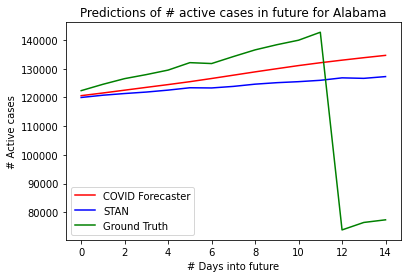 Predictions of # active cases in future for Alabama
# Active cases
140000
130000
120000
110000
100000
90000
80000
COVID Forecaster
STAN
Ground Truth
0 2 4 6 8 10 12 14
# Days into future